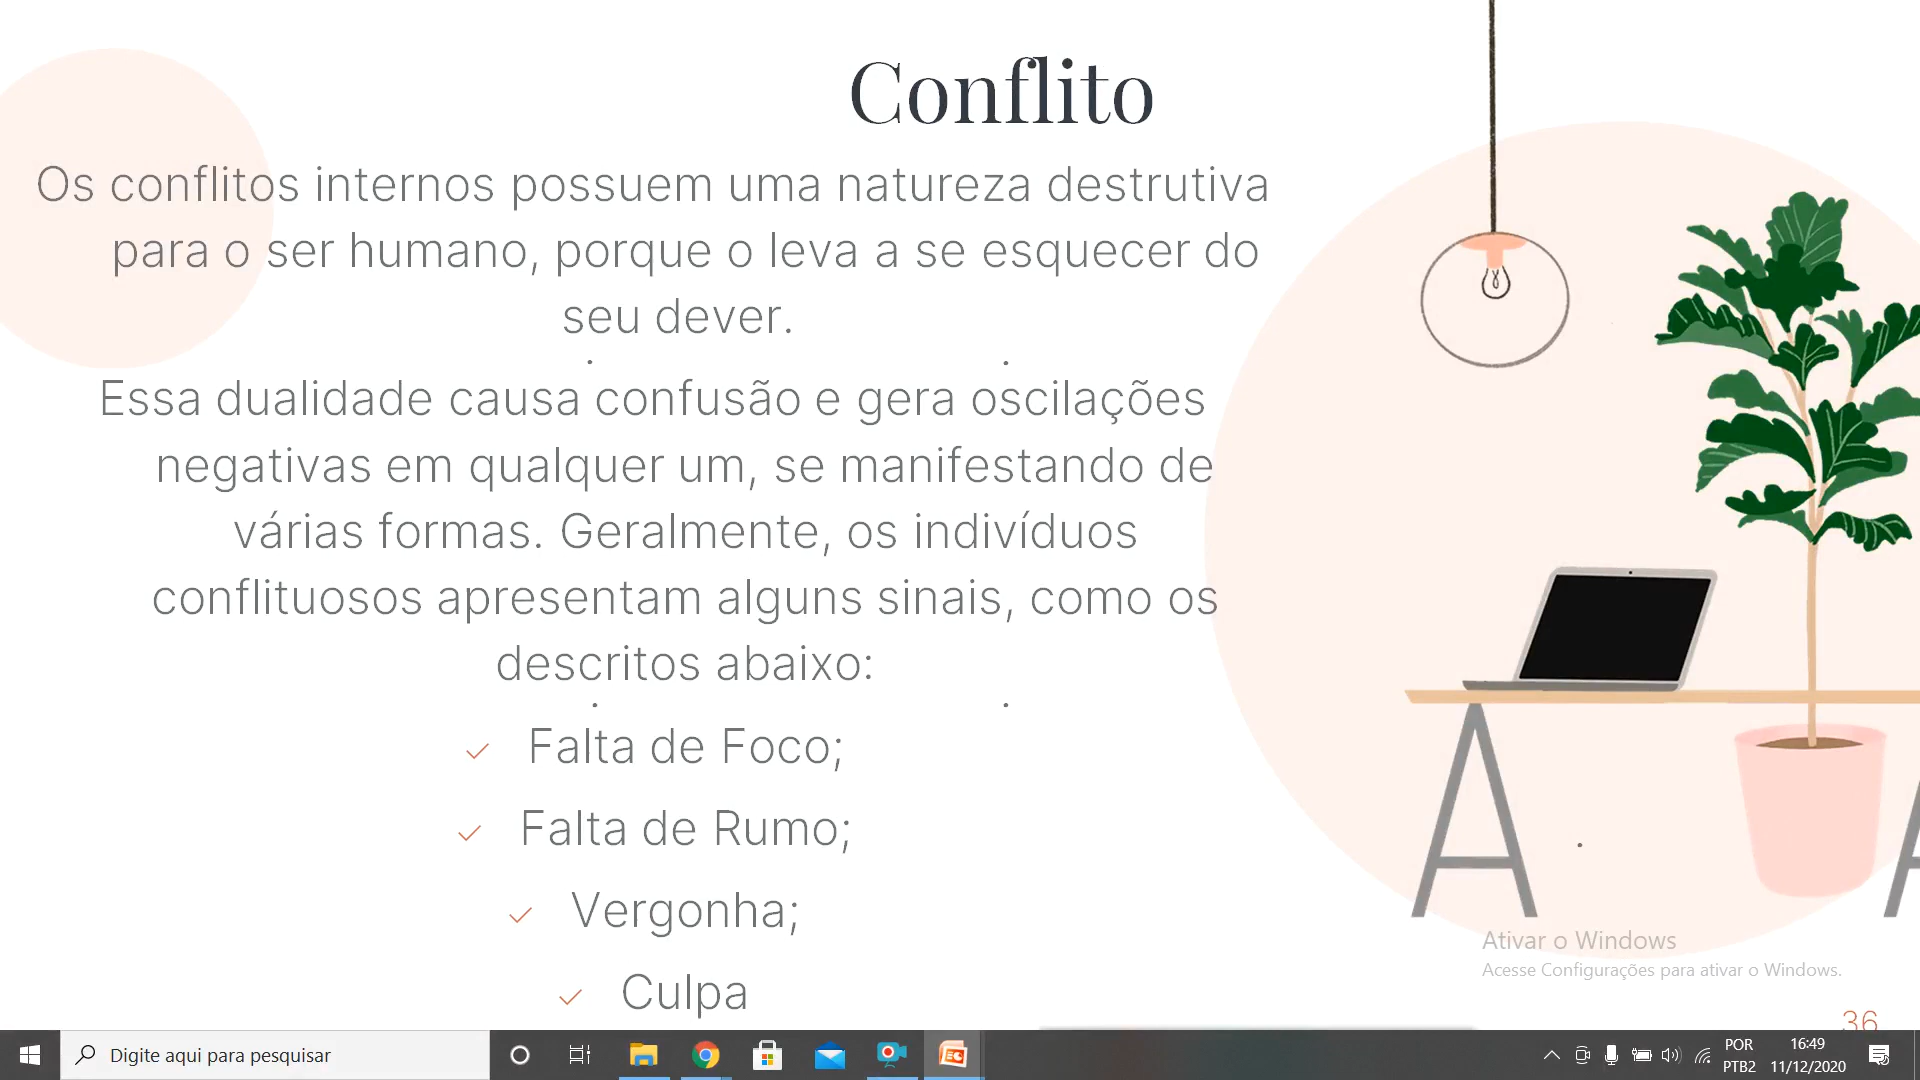 Conflito
Os conflitos internos possuem uma natureza destrutiva
para o ser humano, porque o leva a se esquecer do
seu dever.
Essa dualidade causa confusão e gera oscilações
negativas em qualquer um, se manifestando de
várias formas. Geralmente, os indivíduos
conflituosos apresentam alguns sinais, como os
descritos abaixo:
Falta de Foco;
Falta de Rumo;
Vergonha;
Culpa
Ativar o Windows
Acesse Configurações para ativar o Windows.
36
Digite aqui para pesquisar
POR
PTB2
16:49
11/12/2020